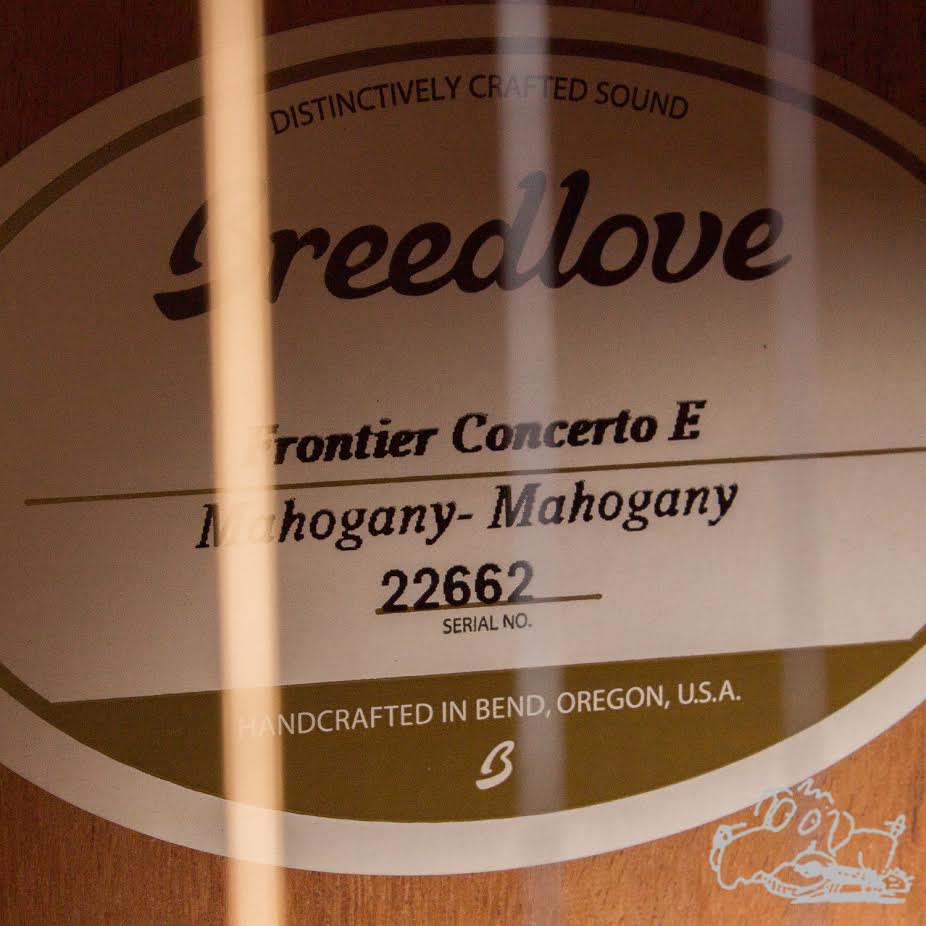 DISTINCTIVELY CRAFTED SOUND
Breedlove
Frontier Concerto E
Mahogany- Mahogany
22662
SERIAL NO.
HANDCRAFTED IN BEND, OREGON, U.S.A.
B